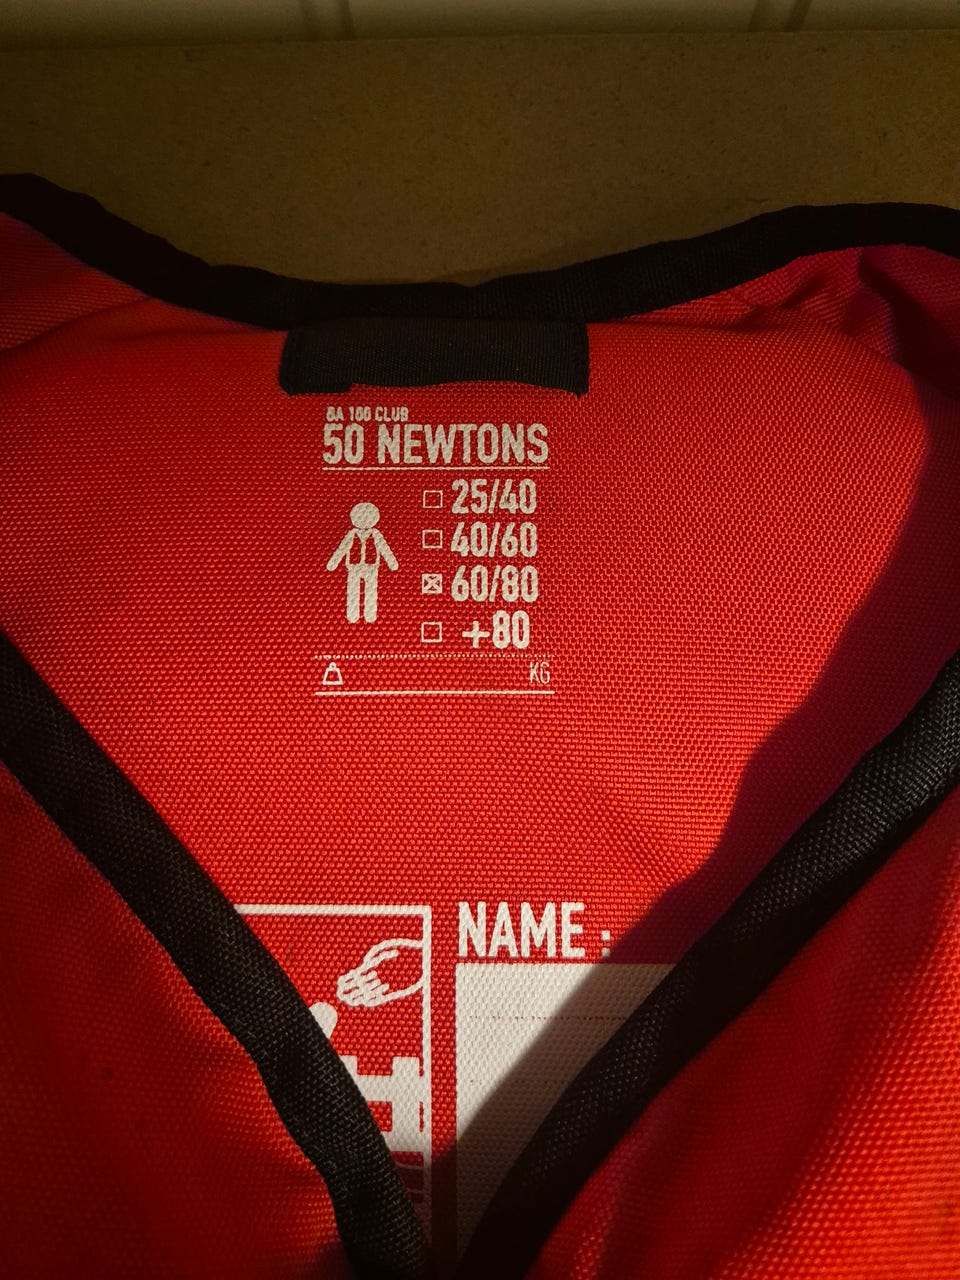 BA 100 CLUB
50 NEWTONS
25/40
40/60
60/80
+80
KG
NAME :